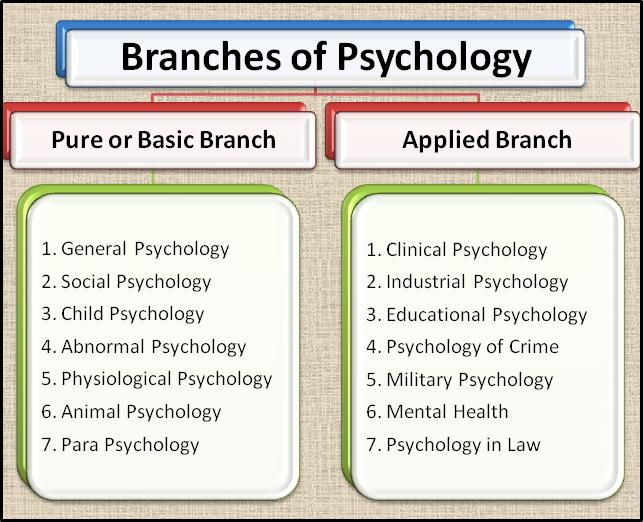 Branches of Psychology
Pure or Basic Branch
1. General Psychology
2. Social Psychology
3. Child Psychology
4. Abnormal Psychology
5. Physiological Psychology
6. Animal Psychology
7. Para Psychology
Applied Branch
1. Clinical Psychology
2. Industrial Psychology
3. Educational Psychology
4. Psychology of Crime
5. Military Psychology
6. Mental Health
7. Psychology in Law